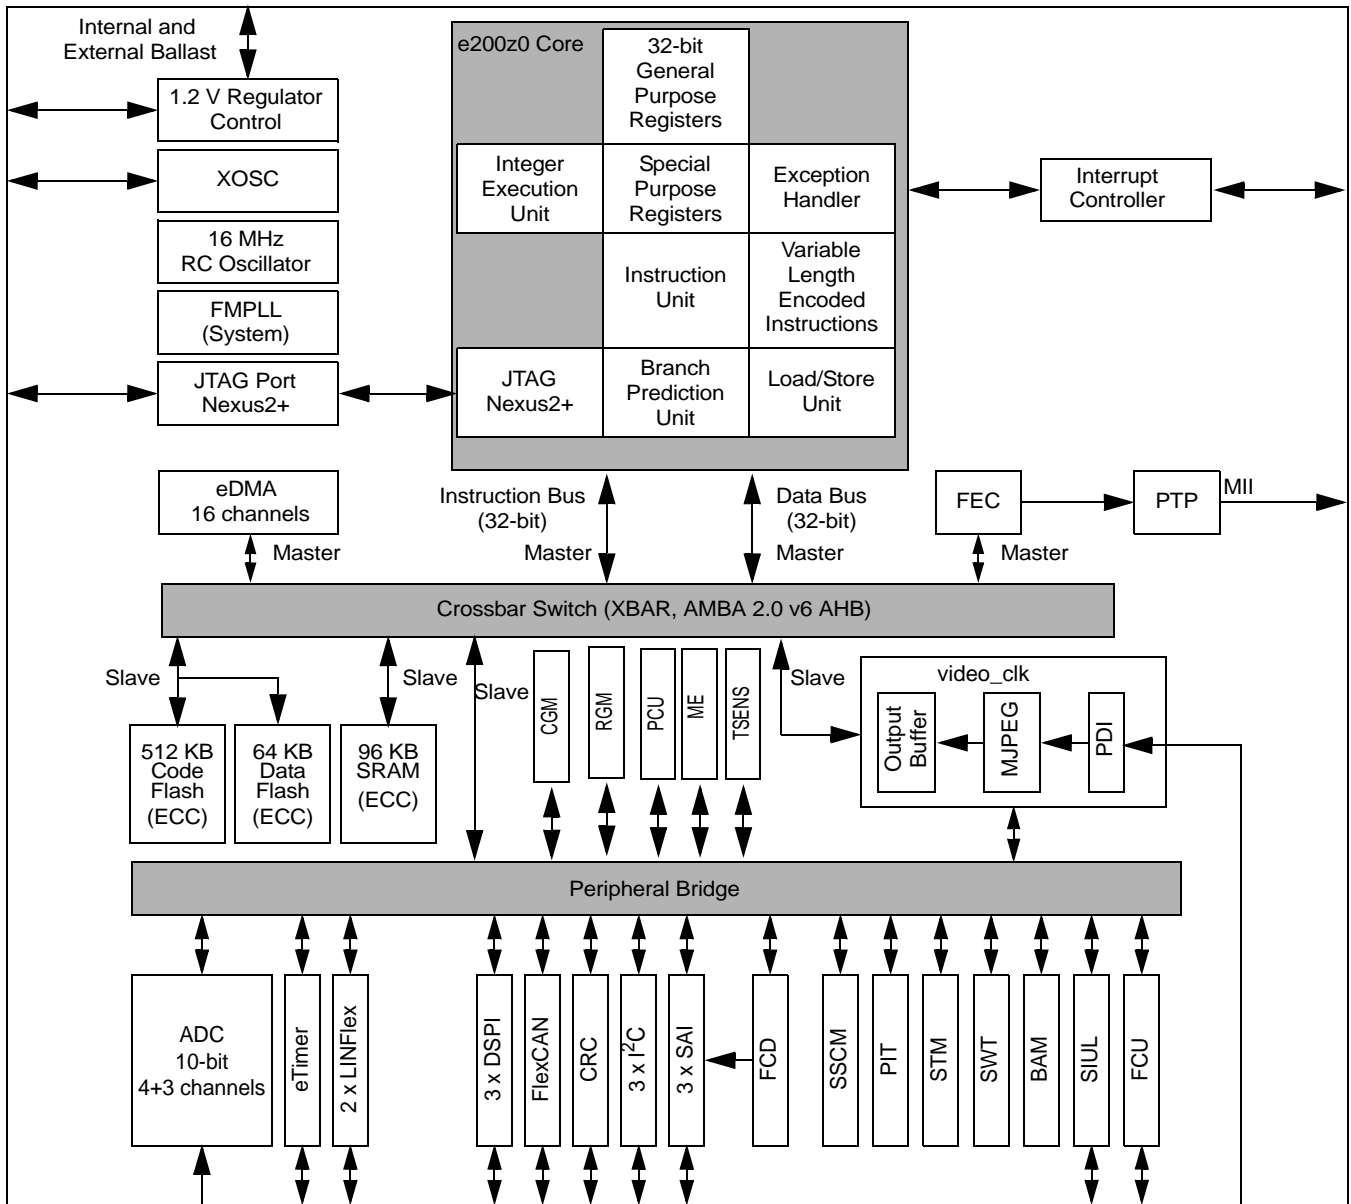 Internal and
External Ballast
1.2 V Regulator
Control
XOSC
16 MHz
RC Oscillator
FMPLL
(System)
JTAG Port
Nexus2+
e200z0 Core
32-bit
General
Purpose
Registers
Integer
Execution
Unit
Special
Purpose
Registers
Exception
Handler
Instruction
Unit
Variable
Length
Encoded
Instructions
JTAG
Nexus2+
Branch
Prediction
Unit
Load/Store
Unit
Interrupt
Controller
eDMA
16 channels
Master
Instruction Bus
(32-bit)
Master
Data Bus
(32-bit)
Master
FEC
Master
PTP
MII
Crossbar Switch (XBAR, AMBA 2.0 v6 AHB)
Slave
Slave
Slave
Slave
512 KB
Code
Flash
(ECC)
64 KB
Data
Flash
(ECC)
96 KB
SRAM
(ECC)
CGM
RGM
PCU
ME
TSENS
video_clk
Output
Buffer
MJPEG
PDI
Peripheral Bridge
ADC
10-bit
4+3 channels
eTimer
2 x LINFlex
3 x DSPI
FlexCAN
CRC
3 x I²C
3 x SAI
FCD
SSCM
PIT
STM
SWT
BAM
SIUL
FCU